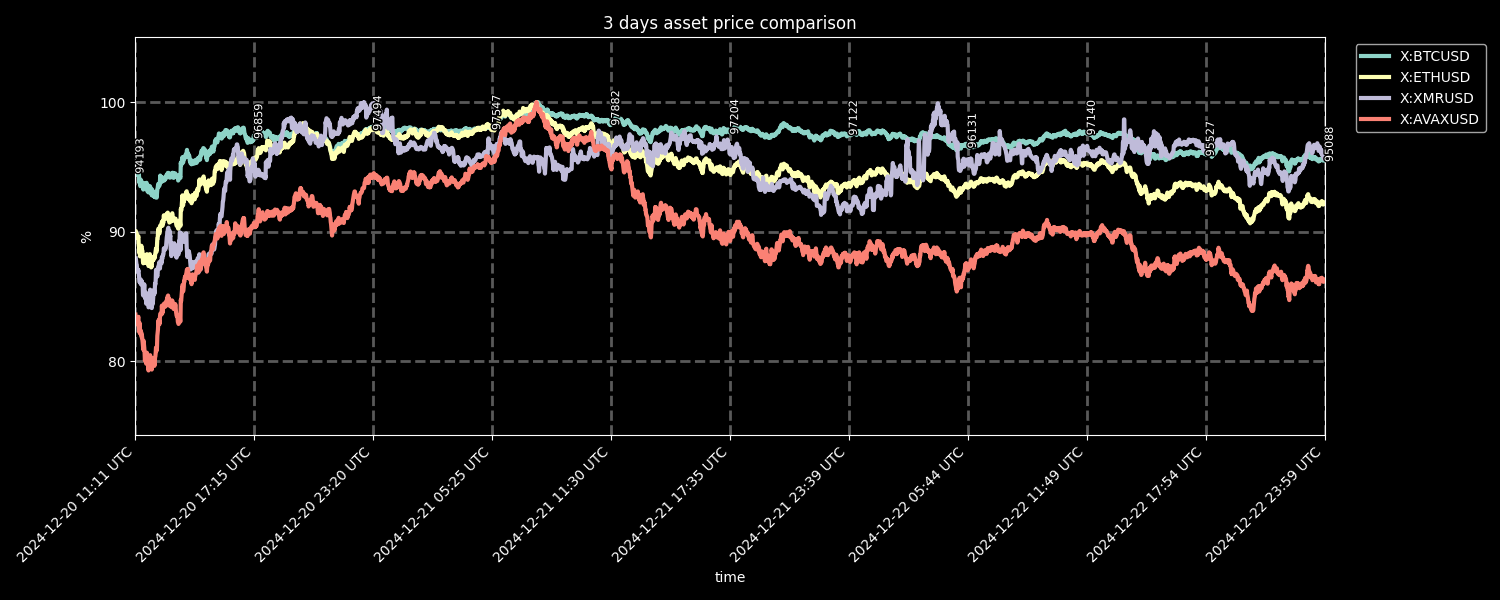 3 days asset price comparison
X:BTCUSD
X:ETHUSD
X:XMRUSD
X:AVAXUSD
%
100
90
80
94193
96859
97494
97547
97882
97204
97122
96131
97140
95527
95088
2024-12-20 11:11 UTC
2024-12-20 17:15 UTC
2024-12-20 23:20 UTC
2024-12-21 05:25 UTC
2024-12-21 11:30 UTC
2024-12-21 17:35 UTC
2024-12-21 23:39 UTC
2024-12-22 05:44 UTC
2024-12-22 11:49 UTC
2024-12-22 17:54 UTC
2024-12-22 23:59 UTC
time